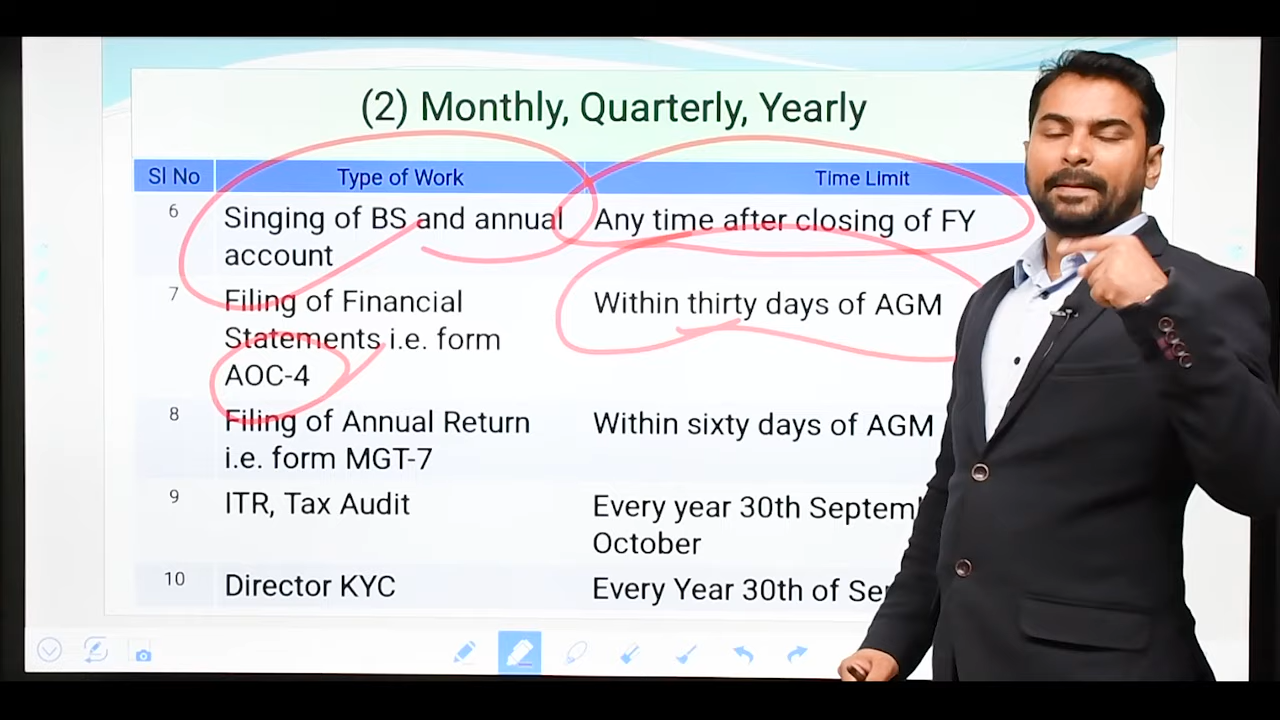 (2) Monthly, Quarterly, Yearly
Sl No Type of Work Time Limit
6 Singing of BS and annual Any time after closing of FY
account
7 Filing of Financial Within thirty days of AGM
Statements i.e. form
AOC-4
8 Filing of Annual Return Within sixty days of AGM
i.e. form MGT-7
9 ITR, Tax Audit Every year 30th
October
10 Director KYC Every Year 30th of